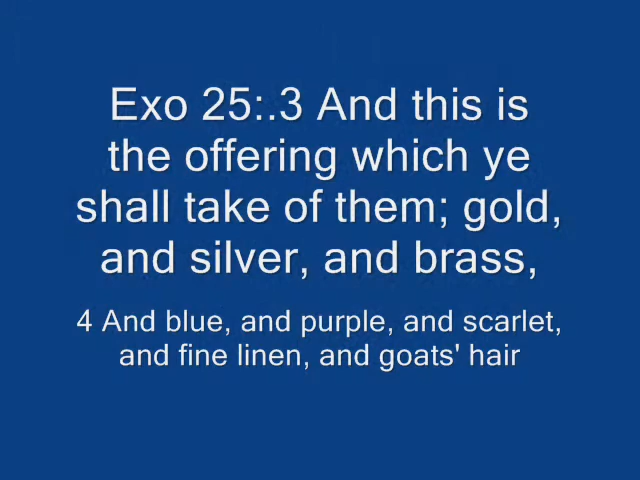 Exo 25:.3 And this is
the offering which ye
shall take of them; gold,
and silver, and brass,
4 And blue, and purple, and scarlet,
and fine linen, and goats' hair